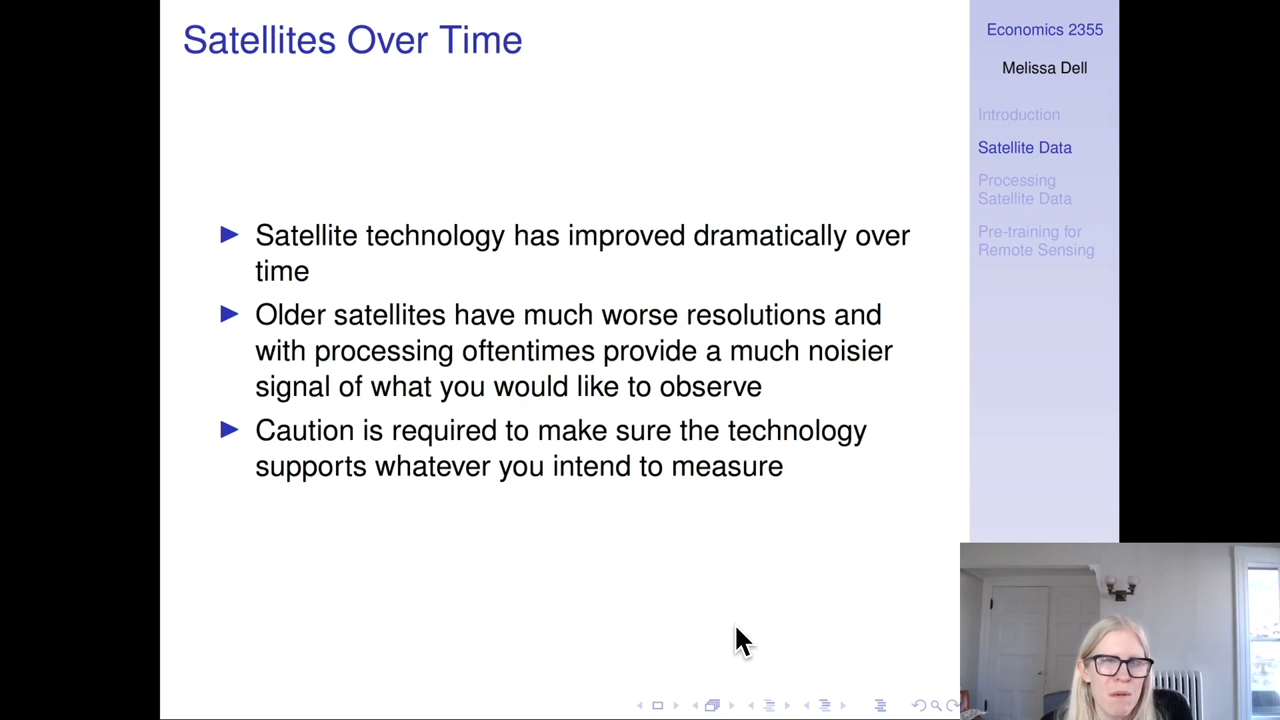 Satellites Over Time
Satellite technology has improved dramatically over
time
Older satellites have much worse resolutions and
with processing oftentimes provide a much noisier
signal of what you would like to observe
Caution is required to make sure the technology
supports whatever you intend to measure
Economics 2355
Melissa Dell
Introduction
Satellite Data
Processing
Satellite Data
Pre-training for
Remote Sensing